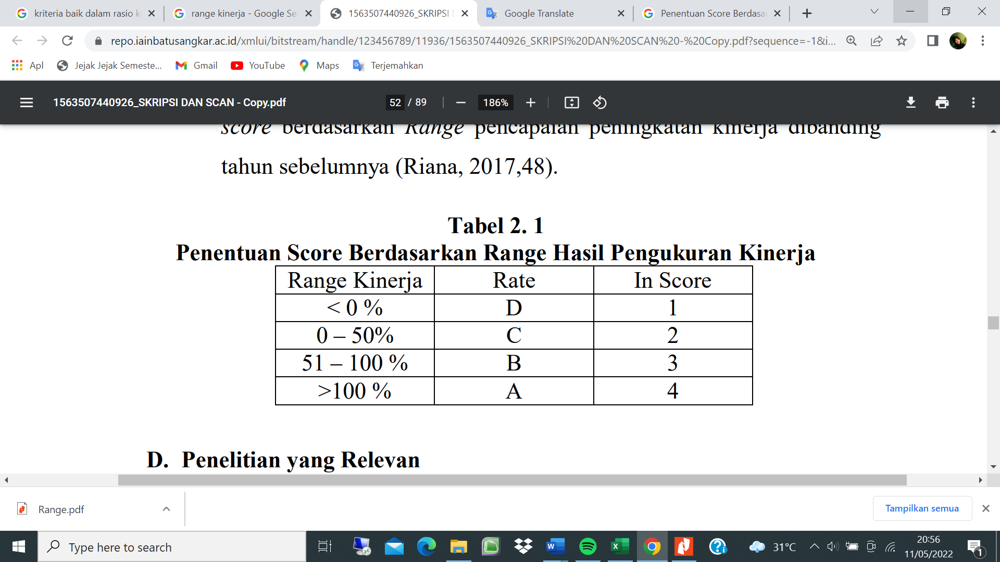 kriteria baik dalam rasio k
range kinerja - Google Se
1563507440926_SKRIPSI D
Google Translate
Penentuan Score Berdasa
repo.iainbatusangkar.ac.id/xmlui/bitstream/handle/123456789/11936/1563507440926_SKRIPSI%20DAN%20SCAN%20-%20Copy.pdf?sequence=-1&i...
Apl
Jejak Jejak Semeste...
Gmail
YouTube
Maps
Terjemahkan
1563507440926_SKRIPSI DAN SCAN - Copy.pdf
52 / 89
186%
score berdasarkan Range pencapaian peningkatan kinerja dibanding
tahun sebelumnya (Riana, 2017,48).
Tabel 2. 1
Penentuan Score Berdasarkan Range Hasil Pengukuran Kinerja
Range Kinerja Rate In Score
< 0 % D 1
0 – 50% C 2
51 – 100 % B 3
>100 % A 4
D. Penelitian yang Relevan
Range.pdf
Tampilkan semua
Type here to search
31°C
20:56
11/05/2022
1